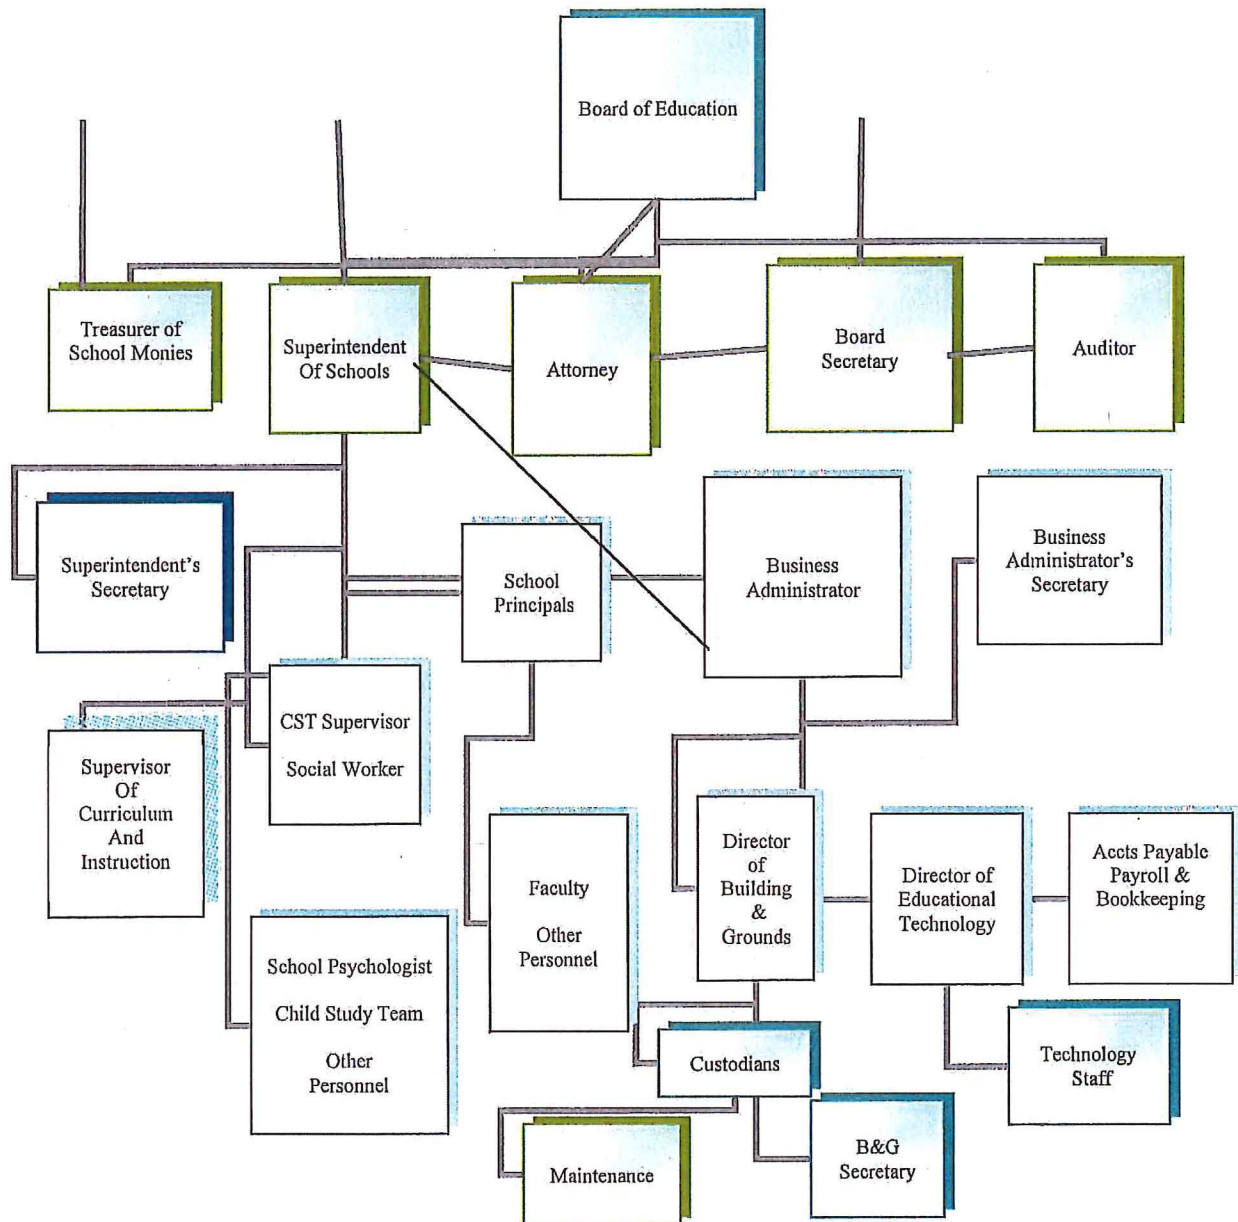 Board of Education
Treasurer of
School Monies
Superintendent
Of Schools
Attorney
Board
Secretary
Auditor
Superintendent's
Secretary
School
Principals
Business
Administrator
Business
Administrator's
Secretary
CST Supervisor
Social Worker
Supervisor
Of
Curriculum
And
Instruction
School Psychologist
Child Study Team
Other
Personnel
Faculty
Other
Personnel
Director
of
Building
&
Grounds
Director of
Educational
Technology
Accts Payable
Payroll &
Bookkeeping
Custodians
Technology
Staff
Maintenance
B&G
Secretary